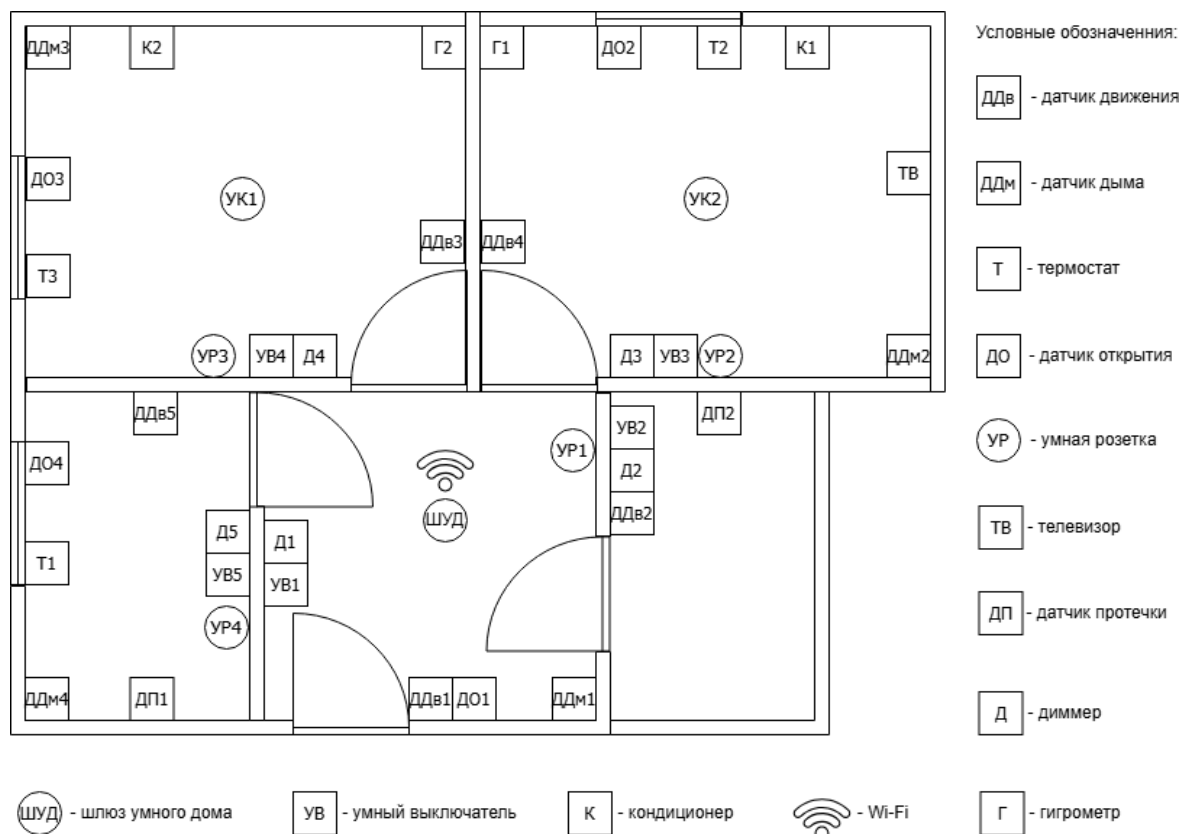 Условные обозначенния:
ДДм3
К2
Г2
Г1
ДО2
Т2
К1
ДДв - датчик движения
ДО3
УК1
УК2
ТВ
ДДм - датчик дыма
ДДв3
ДДв4
Т3
Т - термостат
УР3
УВ4
Д4
Д3
УВ3
УР2
ДДм2
ДО - датчик открытия
ДДв5
УВ2
ДП2
ДО4
УР1
Д2
УР - умная розетка
ШУД
ДДв2
Д5
Д1
ТВ - телевизор
Т1
УВ5
УВ1
УР4
ДП - датчик протечки
ДДм4
ДП1
ДДв1
ДО1
ДДм1
Д - диммер
ШУД - шлюз умного дома
УВ - умный выключатель
К - кондиционер
- Wi-Fi
Г - гигрометр